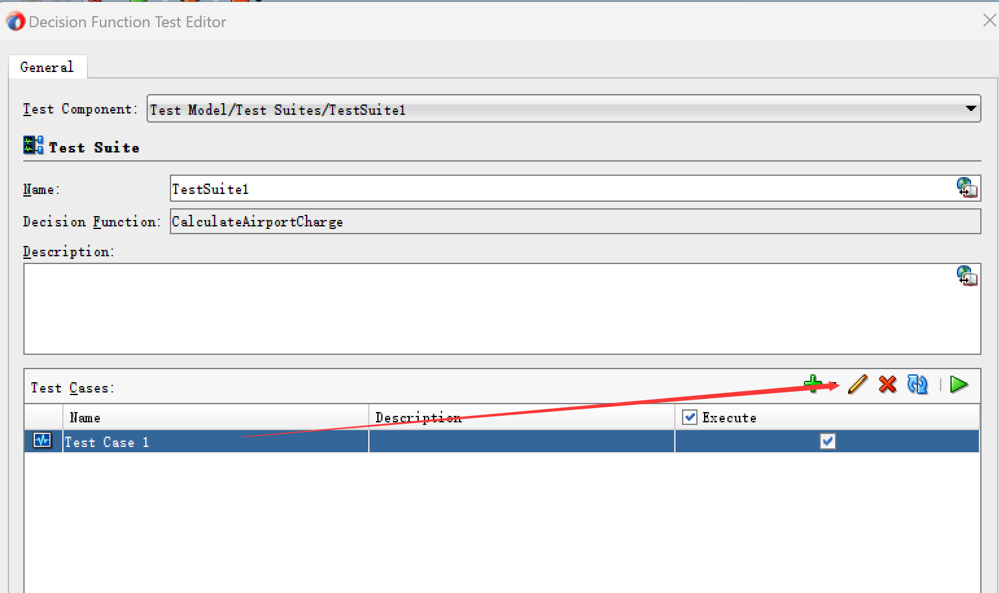 Decision Function Test Editor
General
Test Component: Test Model/Test Suites/TestSuite1
Test Suite
Name: TestSuite1
Decision Function: CalculateAirportCharge
Description:
Test Cases:
Name Description Execute
Test Case 1